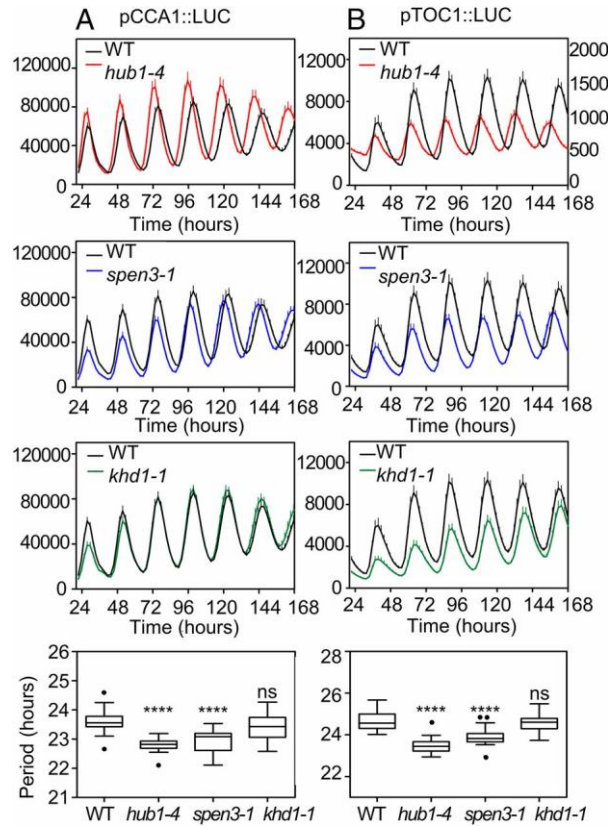 A pCCA1::LUC
B pTOC1::LUC
WT
hub1-4
120000
80000
40000
0
24 48 72 96 120 144 168
Time (hours)
WT
hub1-4
12000
8000
4000
0
2000
1500
1000
500
0
24 48 72 96 120 144 168
Time (hours)
WT
spen3-1
120000
80000
40000
0
24 48 72 96 120 144 168
Time (hours)
WT
spen3-1
12000
8000
4000
0
24 48 72 96 120 144 168
Time (hours)
WT
khd1-1
120000
80000
40000
0
24 48 72 96 120 144 168
Time (hours)
WT
khd1-1
12000
8000
4000
0
24 48 72 96 120 144 168
Time (hours)
Period (hours)
26
25
24
23
22
21
**** **** ns
WT hub1-4 spen3-1 khd1-1
28
26
24
22
**** **** ns
WT hub1-4 spen3-1 khd1-1